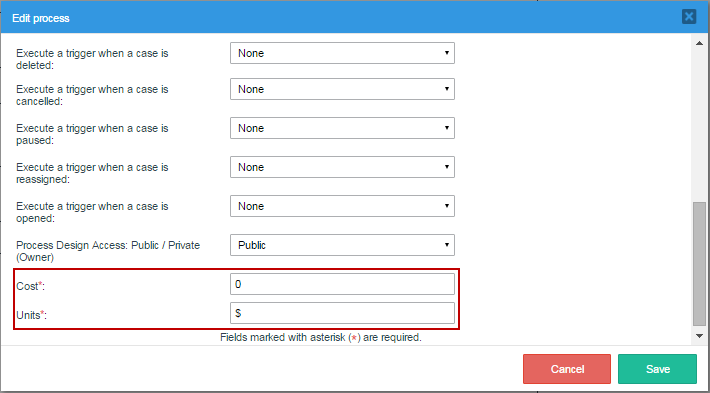 Edit process
Execute a trigger when a case is
deleted:
None
Execute a trigger when a case is
cancelled:
None
Execute a trigger when a case is
paused:
None
Execute a trigger when a case is
reassigned:
None
Execute a trigger when a case is
opened:
None
Process Design Access: Public / Private
(Owner)
Public
Cost*:
0
Units*:
$
Fields marked with asterisk (*) are required.
Cancel
Save